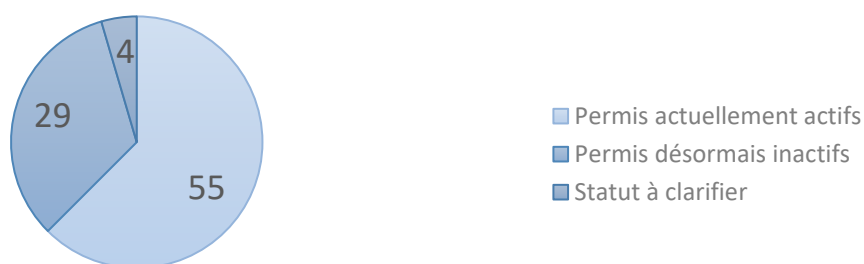 4
29
55
Permis actuellement actifs
Permis désormais inactifs
Statut à clarifier